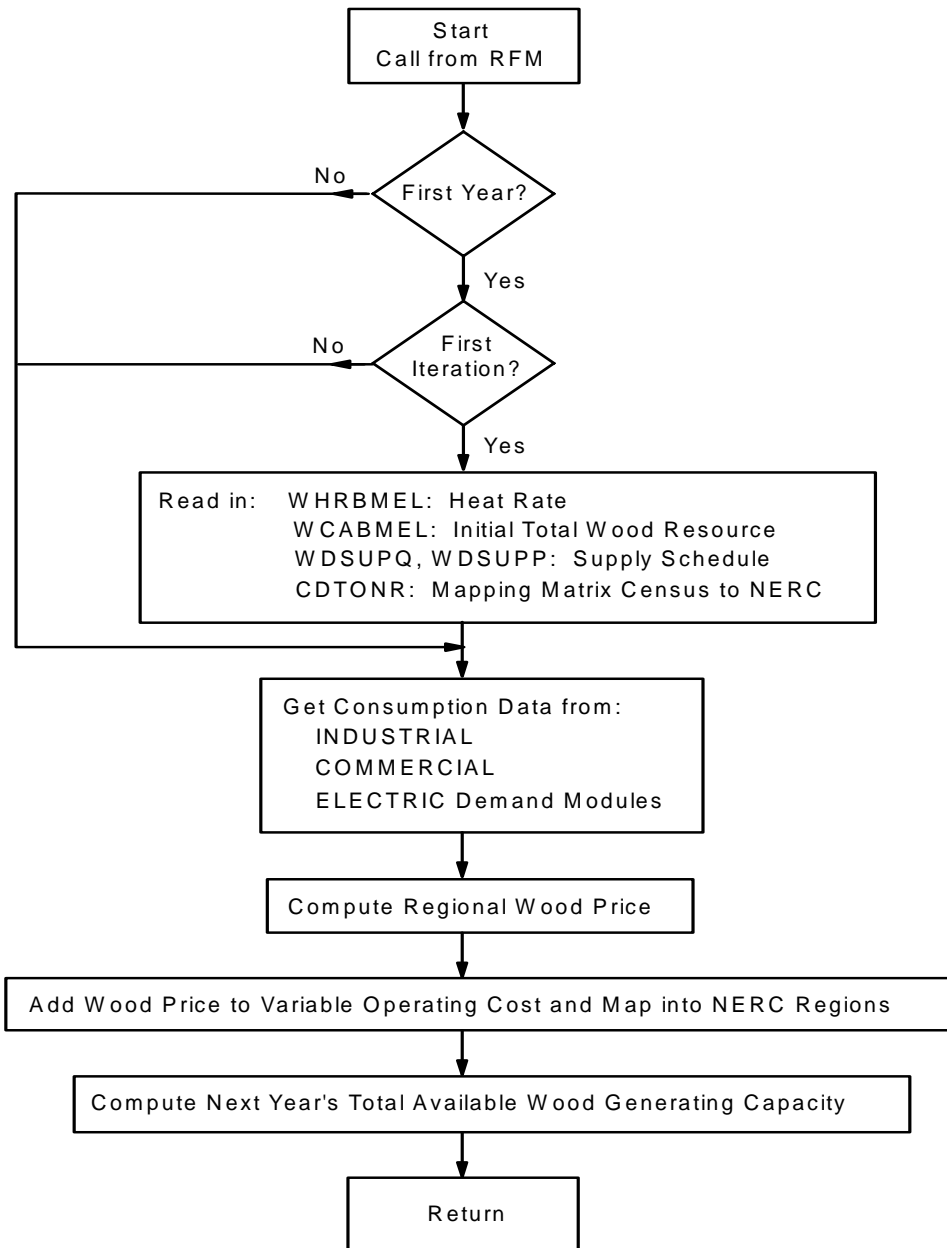 Start
Call from RFM
No
First Year?
Yes
No
First
Iteration?
Yes
Read in: WHRBMEL: Heat Rate
WCABMEL: Initial Total Wood Resource
WDSUPQ, WDSUPP: Supply Schedule
CDTONR: Mapping Matrix Census to NERC
Get Consumption Data from:
INDUSTRIAL
COMMERCIAL
ELECTRIC Demand Modules
Compute Regional Wood Price
Add Wood Price to Variable Operating Cost and Map into NERC Regions
Compute Next Year's Total Available Wood Generating Capacity
Return